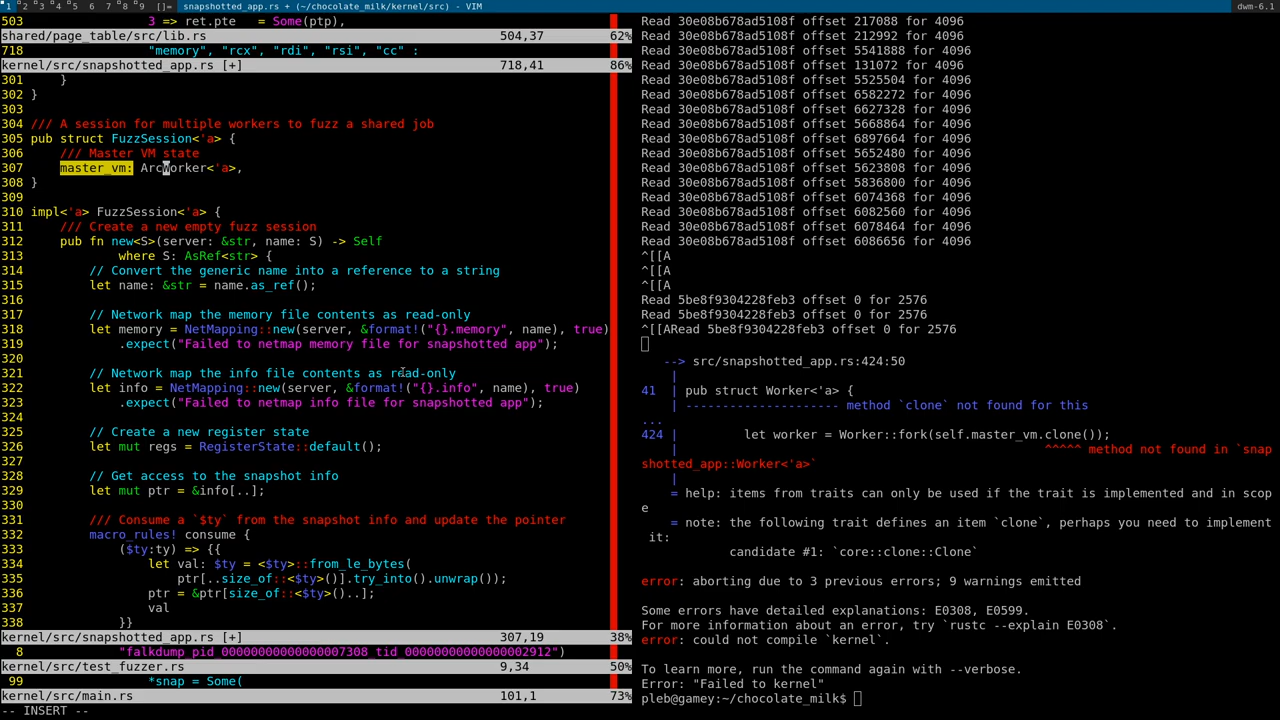 1 2 3 4 5 6 7 8 9 []= snapshotted_app.rs + (~/chocolate_milk/kernel/src) - VIM dwm-6.1
503 3 => ret.pte = Some(ptp),
shared/page_table/src/lib.rs 504,37 62%
718 "memory", "rcx", "rdi", "rsi", "cc" :
kernel/src/snapshotted_app.rs [+] 718,41 86%
301 }
302 }
303
304 /// A session for multiple workers to fuzz a shared job
305 pub struct FuzzSession<'a> {
306 /// Master VM state
307 master_vm: ArcWorker<'a>,
308 }
309
310 impl<'a> FuzzSession<'a> {
311 /// Create a new empty fuzz session
312 pub fn new<S>(server: &str, name: S) -> Self
313 where S: AsRef<str> {
314 // Convert the generic name into a reference to a string
315 let name: &str = name.as_ref();
316
317 // Network map the memory file contents as read-only
318 let memory = NetMapping::new(server, &format!("{}.memory", name), true)
319 .expect("Failed to netmap memory file for snapshotted app");
320
321 // Network map the info file contents as read-only
322 let info = NetMapping::new(server, &format!("{}.info", name), true)
323 .expect("Failed to netmap info file for snapshotted app");
324
325 // Create a new register state
326 let mut regs = RegisterState::default();
327
328 // Get access to the snapshot info
329 let mut ptr = &info[..];
330
331 /// Consume a `$ty` from the snapshot info and update the pointer
332 macro_rules! consume {
333 ($ty:ty) => {{
334 let val: $ty = <$ty>::from_le_bytes(
335 ptr[..size_of::<$ty>()].try_into().unwrap());
336 ptr = &ptr[size_of::<$ty>()..];
337 val
338 }}
kernel/src/snapshotted_app.rs [+] 307,19 38%
8 "falkdump_pid_00000000000000007308_tid_00000000000000002912")
kernel/src/test_fuzzer.rs 9,34 50%
99 *snap = Some(
kernel/src/main.rs 101,1 73%
-- INSERT --
Read 30e08b678ad5108f offset 217088 for 4096
Read 30e08b678ad5108f offset 212992 for 4096
Read 30e08b678ad5108f offset 5541888 for 4096
Read 30e08b678ad5108f offset 131072 for 4096
Read 30e08b678ad5108f offset 5525504 for 4096
Read 30e08b678ad5108f offset 6582272 for 4096
Read 30e08b678ad5108f offset 6627328 for 4096
Read 30e08b678ad5108f offset 5668864 for 4096
Read 30e08b678ad5108f offset 6897664 for 4096
Read 30e08b678ad5108f offset 5652480 for 4096
Read 30e08b678ad5108f offset 5623808 for 4096
Read 30e08b678ad5108f offset 5836800 for 4096
Read 30e08b678ad5108f offset 6074368 for 4096
Read 30e08b678ad5108f offset 6082560 for 4096
Read 30e08b678ad5108f offset 6078464 for 4096
Read 30e08b678ad5108f offset 6086656 for 4096
^[[A
^[[A
^[[A
Read 5be8f9304228feb3 offset 0 for 2576
Read 5be8f9304228feb3 offset 0 for 2576
^[[ARead 5be8f9304228feb3 offset 0 for 2576
--> src/snapshotted_app.rs:424:50
|
41 | pub struct Worker<'a> {
| --------------------- method `clone` not found for this
...
424 | let worker = Worker::fork(self.master_vm.clone());
| ^^^^^ method not found in `snap
shotted_app::Worker<'a>`
|
= help: items from traits can only be used if the trait is implemented and in scop
e
= note: the following trait defines an item `clone`, perhaps you need to implement
it:
candidate #1: `core::clone::Clone`
error: aborting due to 3 previous errors; 9 warnings emitted
Some errors have detailed explanations: E0308, E0599.
For more information about an error, try `rustc --explain E0308`.
error: could not compile `kernel`.
To learn more, run the command again with --verbose.
Error: "Failed to kernel"
pleb@gamey:~/chocolate_milk$